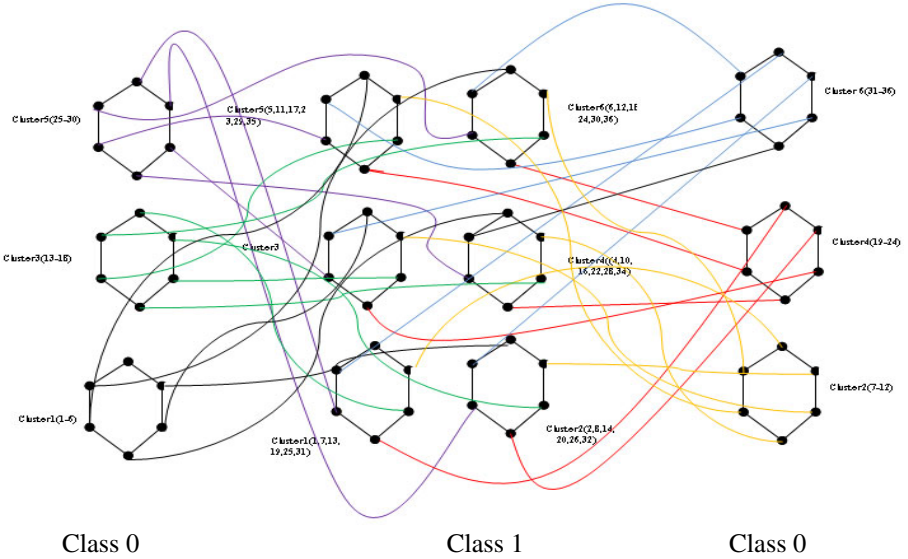 Cluster5(25-30)
Cluster5(5,11,17,2
3,29,35)
Cluster6(6,12,18
24,30,36)
Cluster 6(31-36)
Cluster3(13-18)
Cluster3
Cluster4((4,10,
16,22,28,34)
Cluster4(19-24)
Cluster1(1-6)
Cluster1(1,7,13,
19,25,31)
Cluster2(2,8,14,
20,26,32)
Cluster2(7-12)
Class 0
Class 1
Class 0